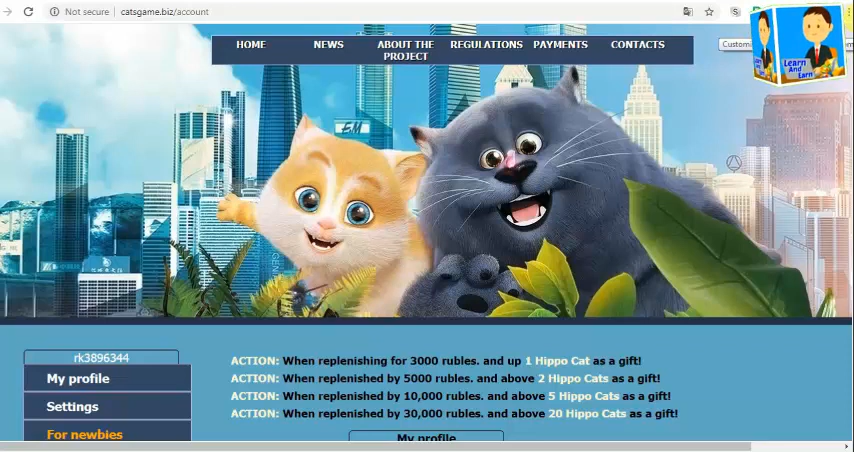 Not secure | catsgame.biz/account
Customi
Learn
And
Earn
HOME
NEWS
ABOUT THE
PROJECT
REGULATIONS
PAYMENTS
CONTACTS
rk3896344
My profile
Settings
For newbies
ACTION: When replenishing for 3000 rubles. and up 1 Hippo Cat as a gift!
ACTION: When replenished by 5000 rubles. and above 2 Hippo Cats as a gift!
ACTION: When replenished by 10,000 rubles. and above 5 Hippo Cats as a gift!
ACTION: When replenished by 30,000 rubles. and above 20 Hippo Cats as a gift!
My profile